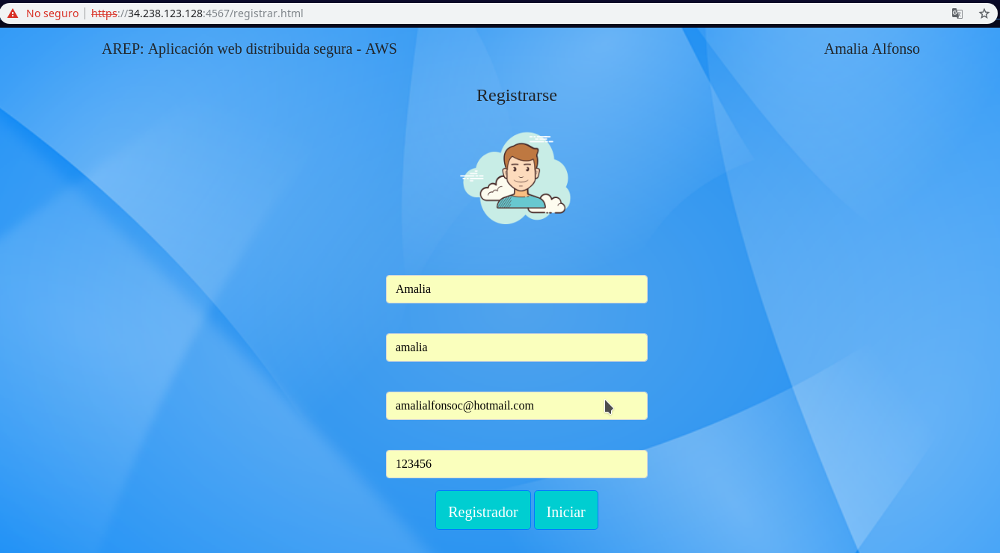 No seguro https://34.238.123.128:4567/registrar.html
AREP: Aplicación web distribuida segura - AWS
Amalia Alfonso
Registrarse
Amalia
amalia
amalialfonsoc@hotmail.com
123456
Registrador Iniciar